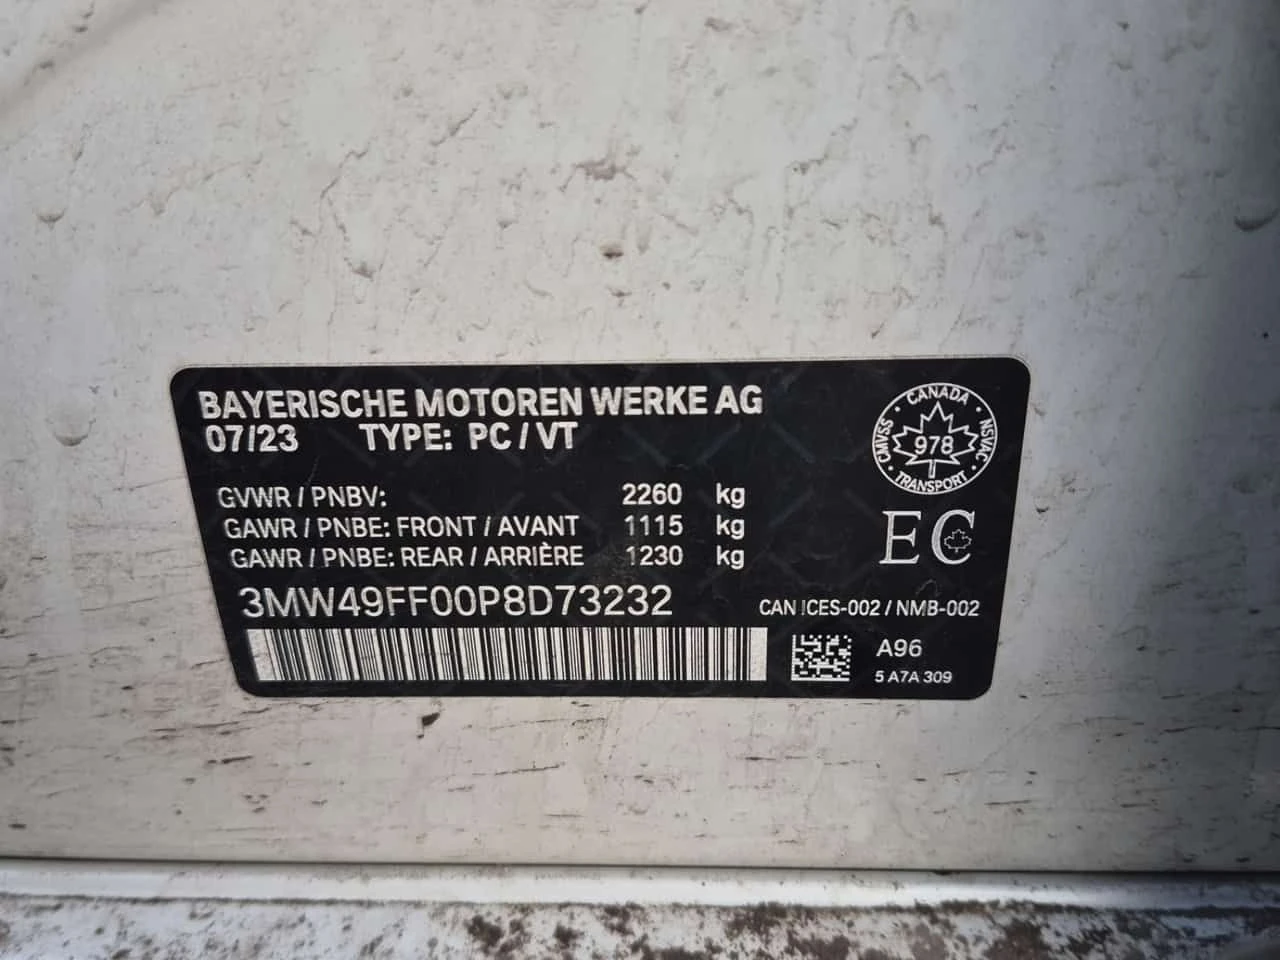 BAYERISCHE MOTOREN WERKE AG
07/23 TYPE: PC / VT
GVWR / PNBV: 2260 kg
GAWR / PNBE: FRONT / AVANT 1115 kg
GAWR / PNBE: REAR / ARRIÈRE 1230 kg
3MW49FF00P8D73232
CANADA
CMVSS 978 NSVAC
TRANSPORT
EC
CAN ICES-002 / NMB-002
A96
5 A7A 309